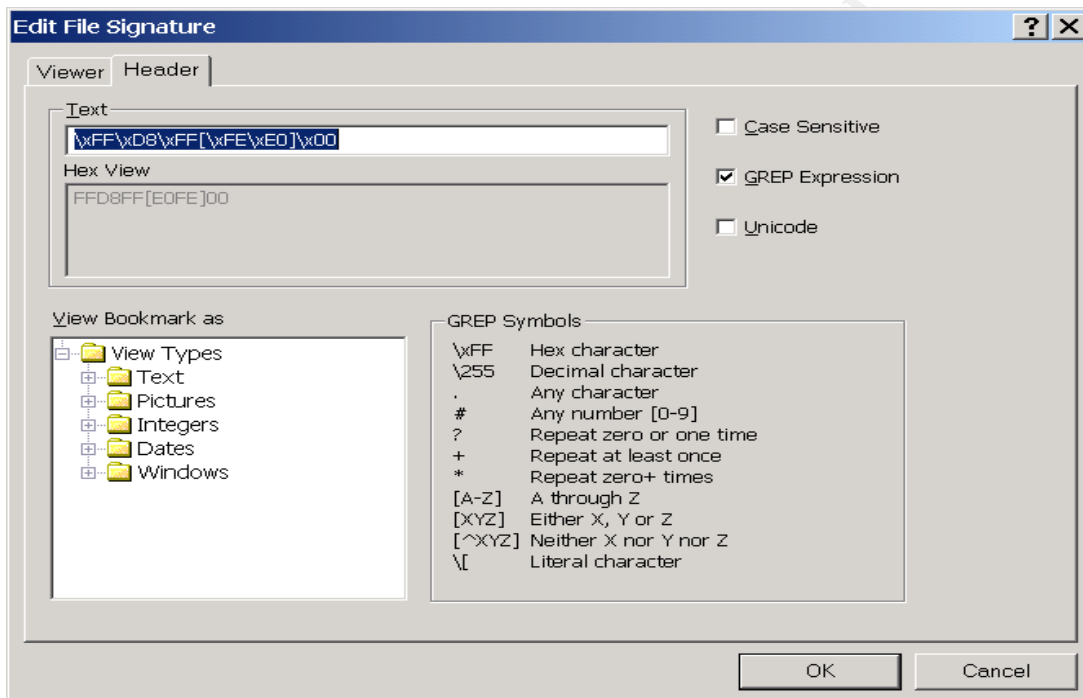 Edit File Signature
Viewer
Header
Text
\xFF\xD8\xFF[\xFE\xE0]\x00
Hex View
FFD8FF[E0FE]00
Case Sensitive
GREP Expression
Unicode
View Bookmark as
View Types
Text
Pictures
Integers
Dates
Windows
GREP Symbols
\xFF Hex character
\255 Decimal character
. Any character
# Any number [0-9]
? Repeat zero or one time
+ Repeat at least once
* Repeat zero+ times
[A-Z] A through Z
[XYZ] Either X, Y or Z
[^XYZ] Neither X nor Y nor Z
\[ Literal character
OK
Cancel